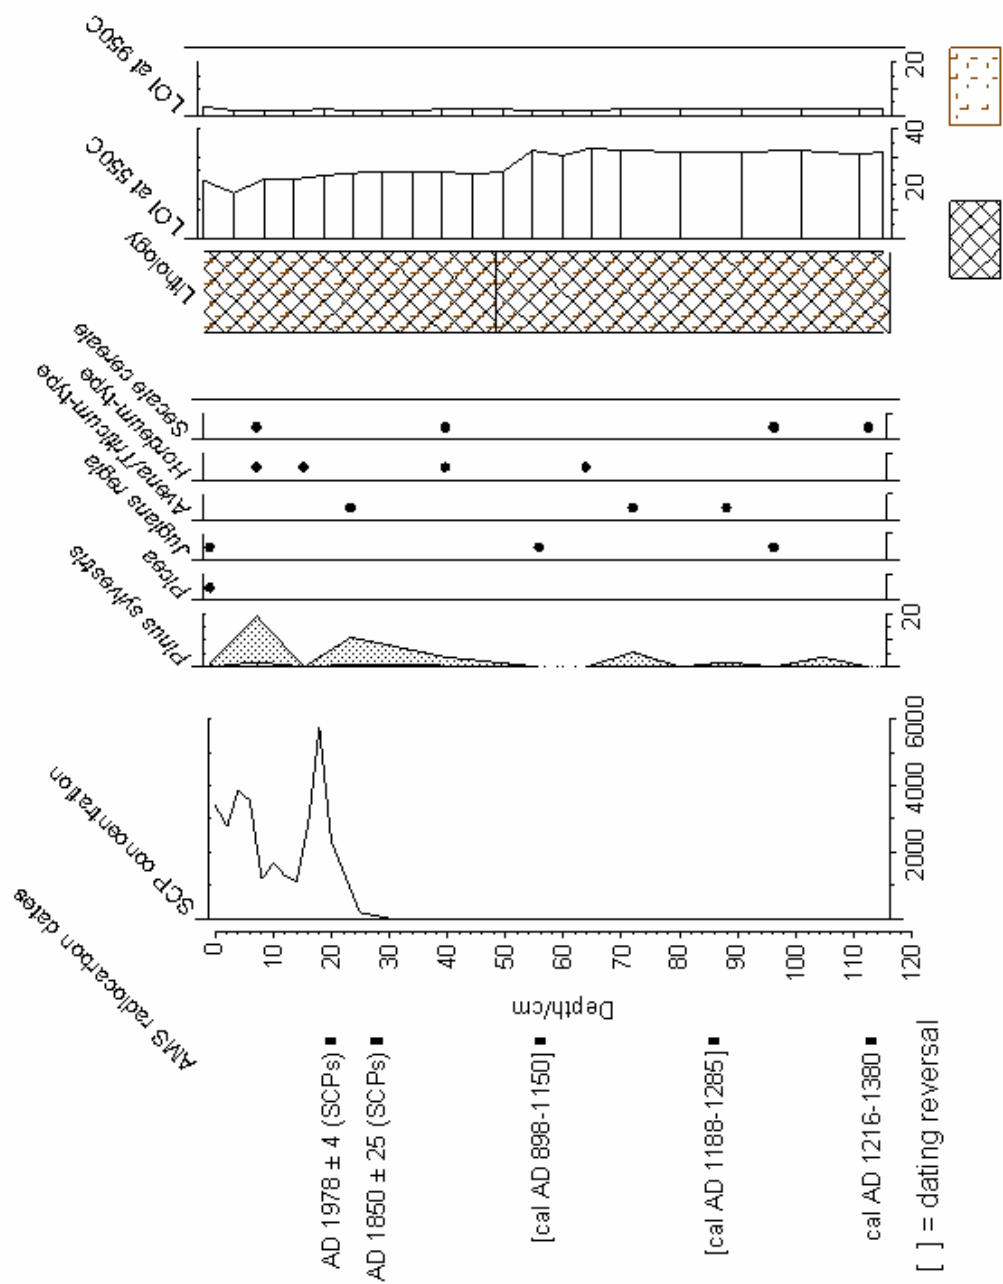 AMS radiocarbon dates
AD 1978 ± 4 (SCPs)
AD 1850 ± 25 (SCPs)
[cal AD 898-1150]
[cal AD 1188-1285]
cal AD 1216-1380
[ ] = dating reversal
Depth/cm
0
10
20
30
40
50
60
70
80
90
100
110
120
SCP concentration
2000
4000
6000
Pinus sylvestris
20
Picea
Juglans regia
Avena/Triticum-type
Hordeum-type
Secale cereale
Lithology
LOI at 550C
20
40
LOI at 950C
20